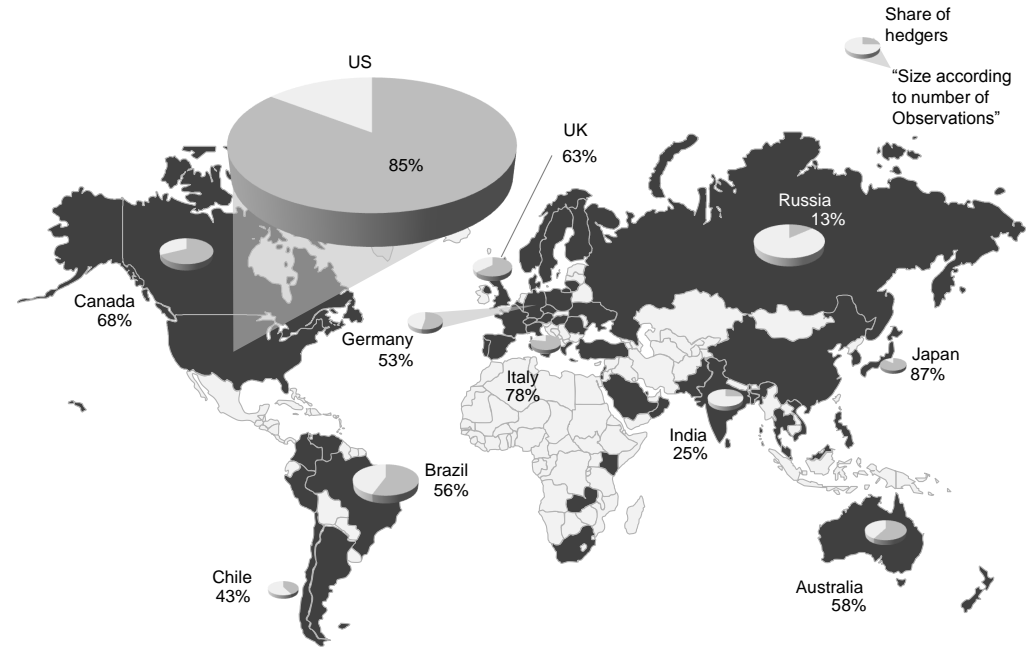 Share of
hedgers
“Size according
to number of
Observations”
US
85%
UK
63%
Russia
13%
Canada
68%
Germany
53%
Italy
78%
Japan
87%
India
25%
Brazil
56%
Chile
43%
Australia
58%